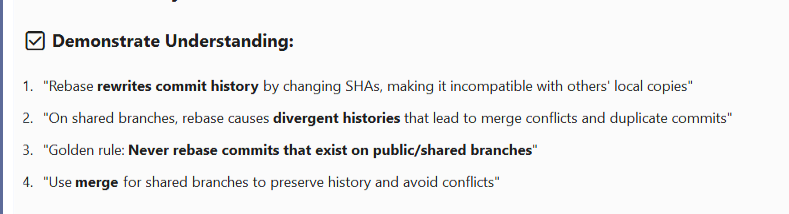 Demonstrate Understanding:
1. "Rebase rewrites commit history by changing SHAs, making it incompatible with others' local copies"
2. "On shared branches, rebase causes divergent histories that lead to merge conflicts and duplicate commits"
3. "Golden rule: Never rebase commits that exist on public/shared branches"
4. "Use merge for shared branches to preserve history and avoid conflicts"